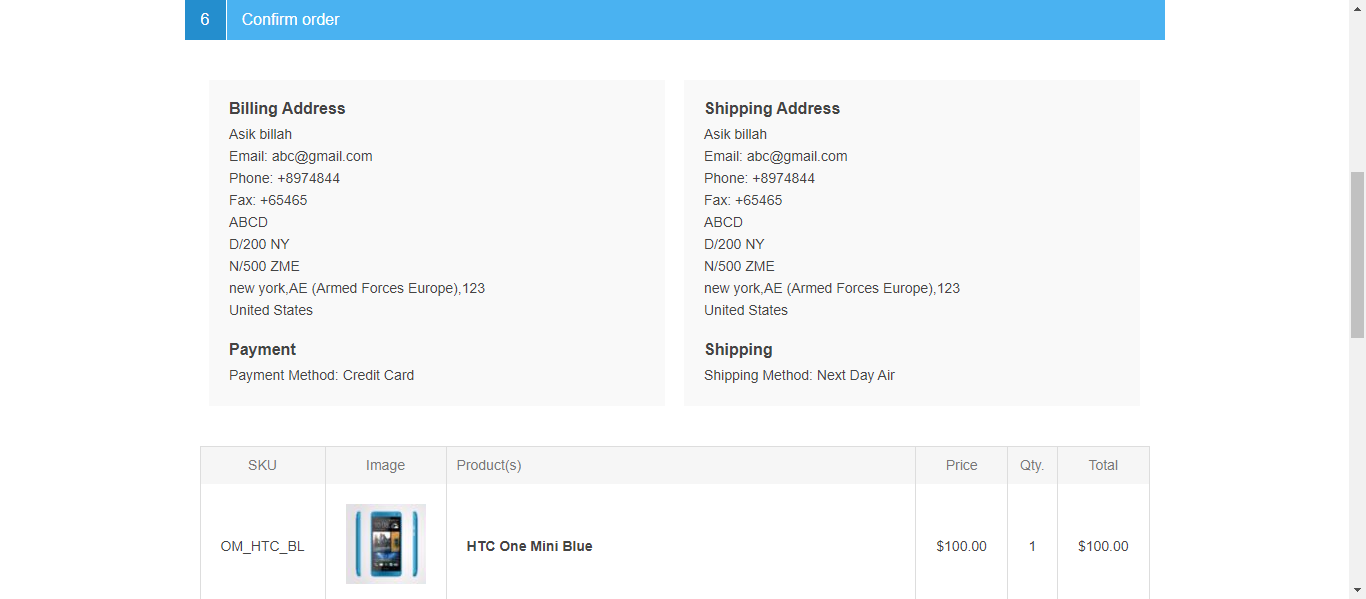 6 Confirm order
Billing Address
Asik billah
Email: abc@gmail.com
Phone: +8974844
Fax: +65465
ABCD
D/200 NY
N/500 ZME
new york,AE (Armed Forces Europe),123
United States
Payment
Payment Method: Credit Card
Shipping Address
Asik billah
Email: abc@gmail.com
Phone: +8974844
Fax: +65465
ABCD
D/200 NY
N/500 ZME
new york,AE (Armed Forces Europe),123
United States
Shipping
Shipping Method: Next Day Air
SKU Image Product(s) Price Qty. Total
OM_HTC_BL HTC One Mini Blue $100.00 1 $100.00